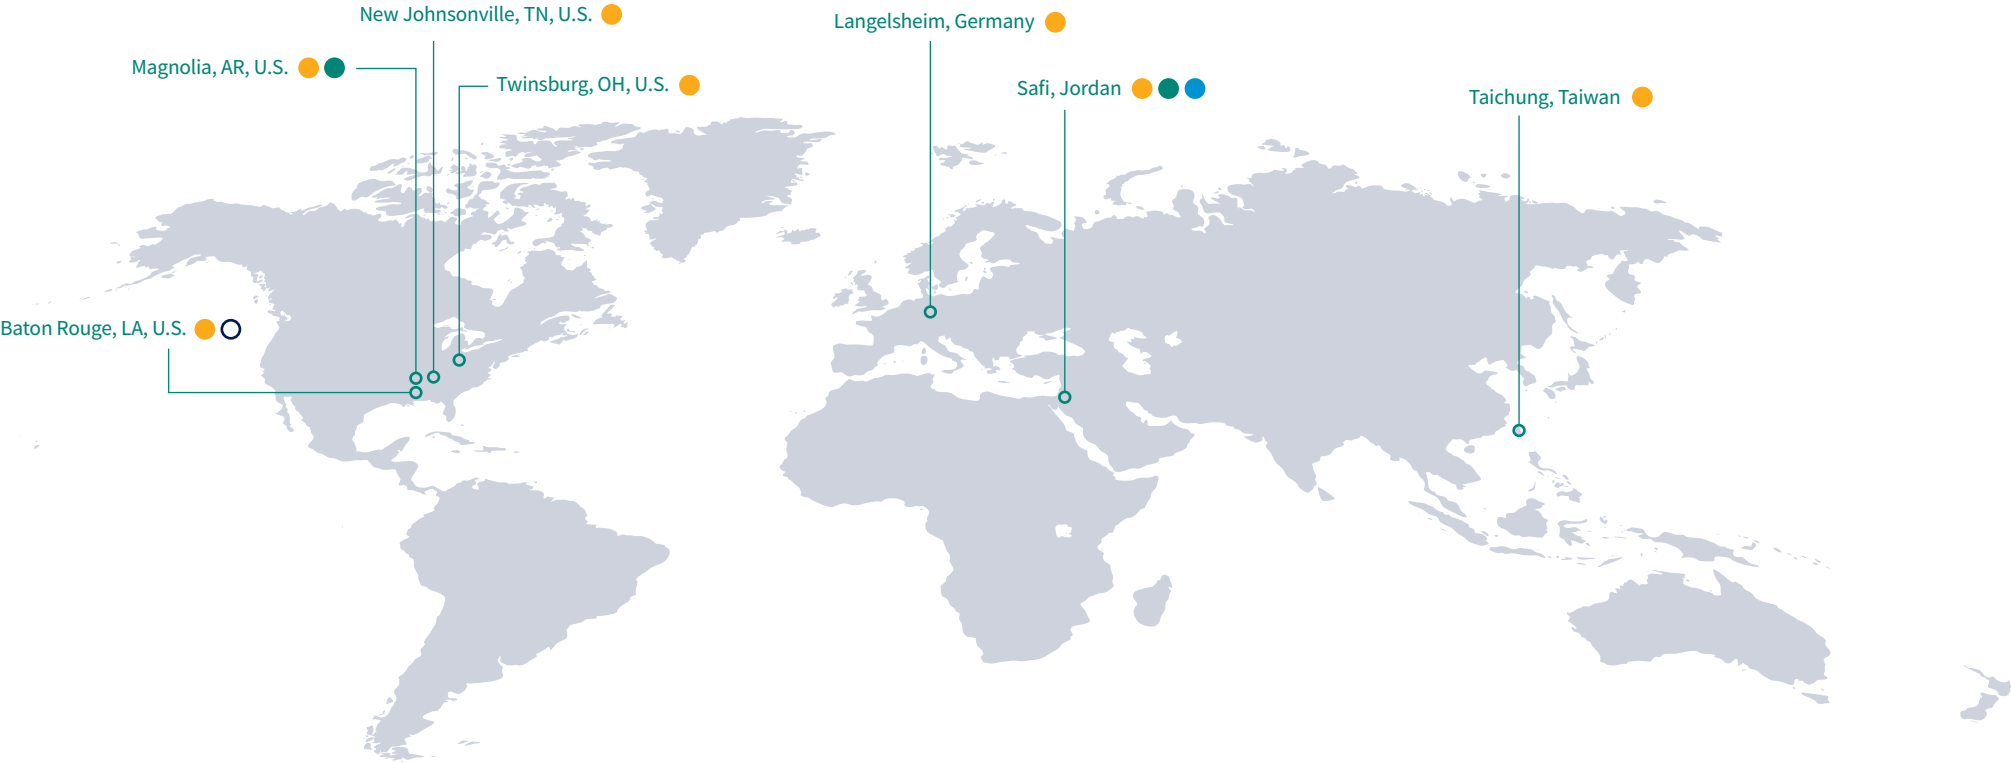 New Johnsonville, TN, U.S.
Langelsheim, Germany
Magnolia, AR, U.S.
Twinsburg, OH, U.S.
Safi, Jordan
Taichung, Taiwan
Baton Rouge, LA, U.S.